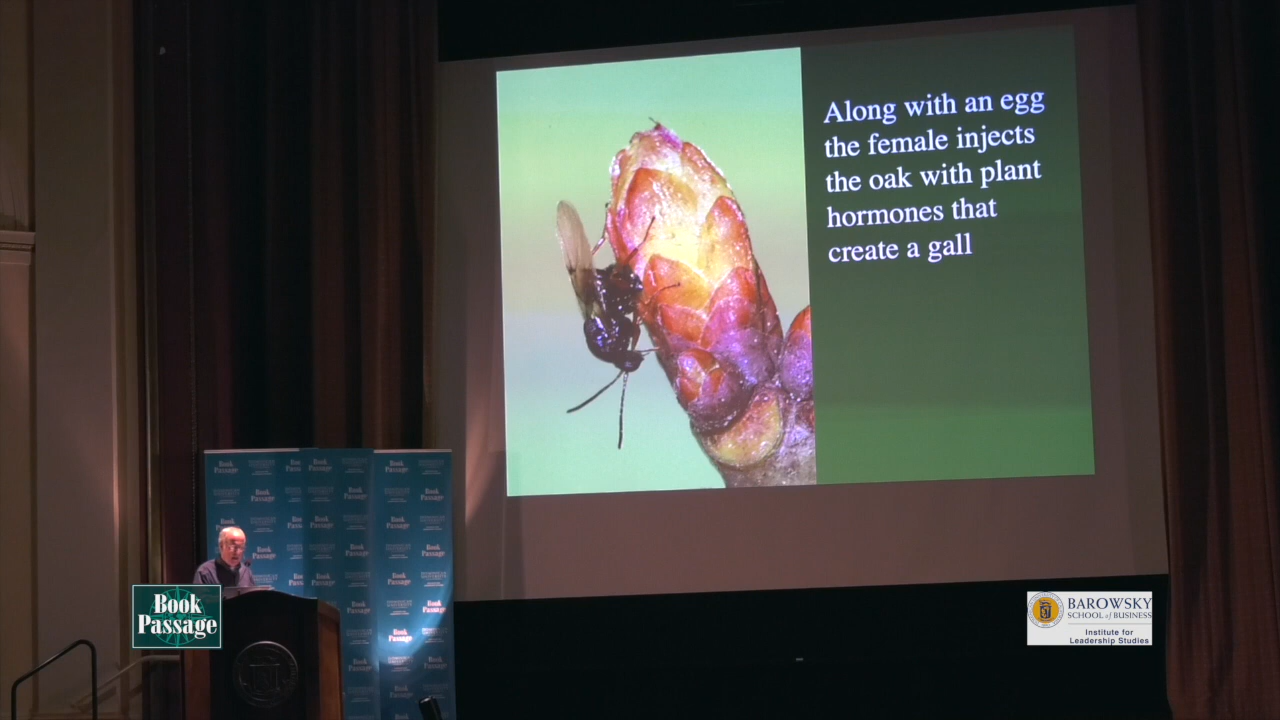 Along with an egg
the female injects
the oak with plant
hormones that
create a gall
Book
Passage
BAROWSKY
SCHOOL of BUSINESS
Institute for
Leadership Studies